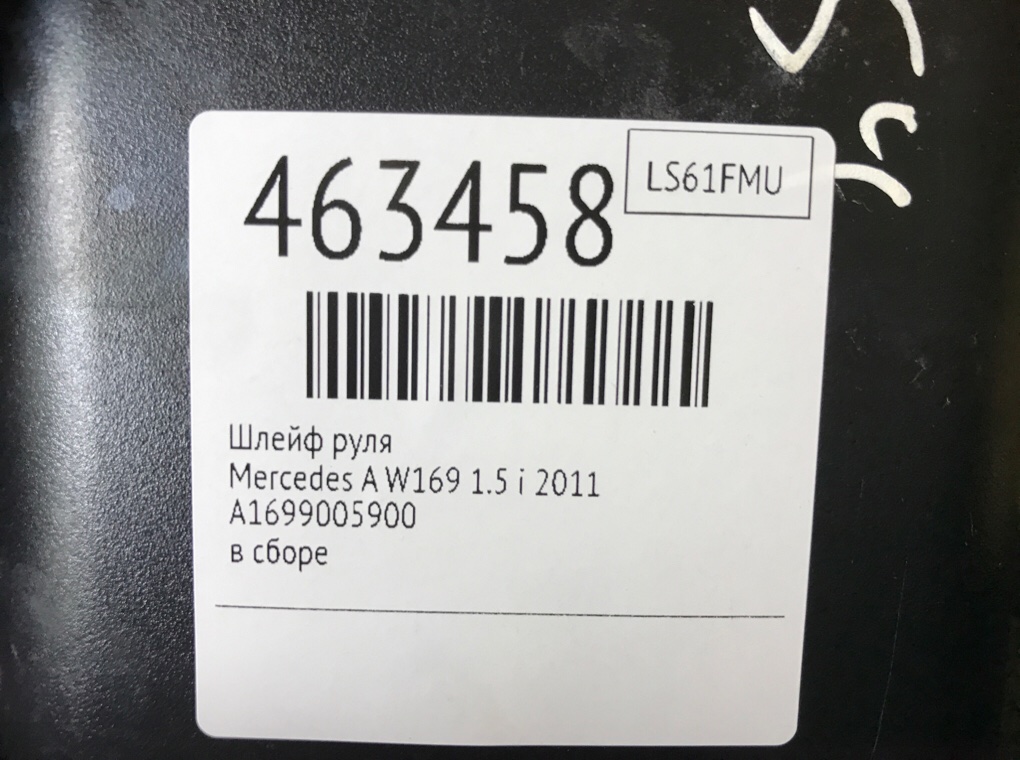 463458
LS61FMU
Шлейф руля
Mercedes A W169 1.5 i 2011
A1699005900
в сборе